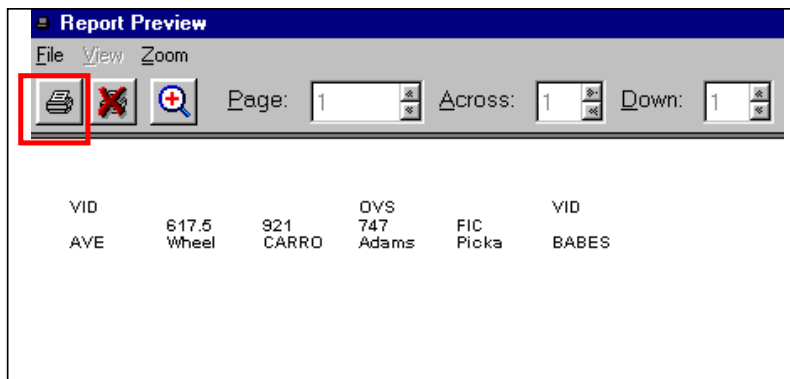 Report Preview
File View Zoom
Page: 1 Across: 1 Down: 1
VID OVS VID
617.5 921 747 FIC
AVE Wheel CARRO Adams Picka BABES